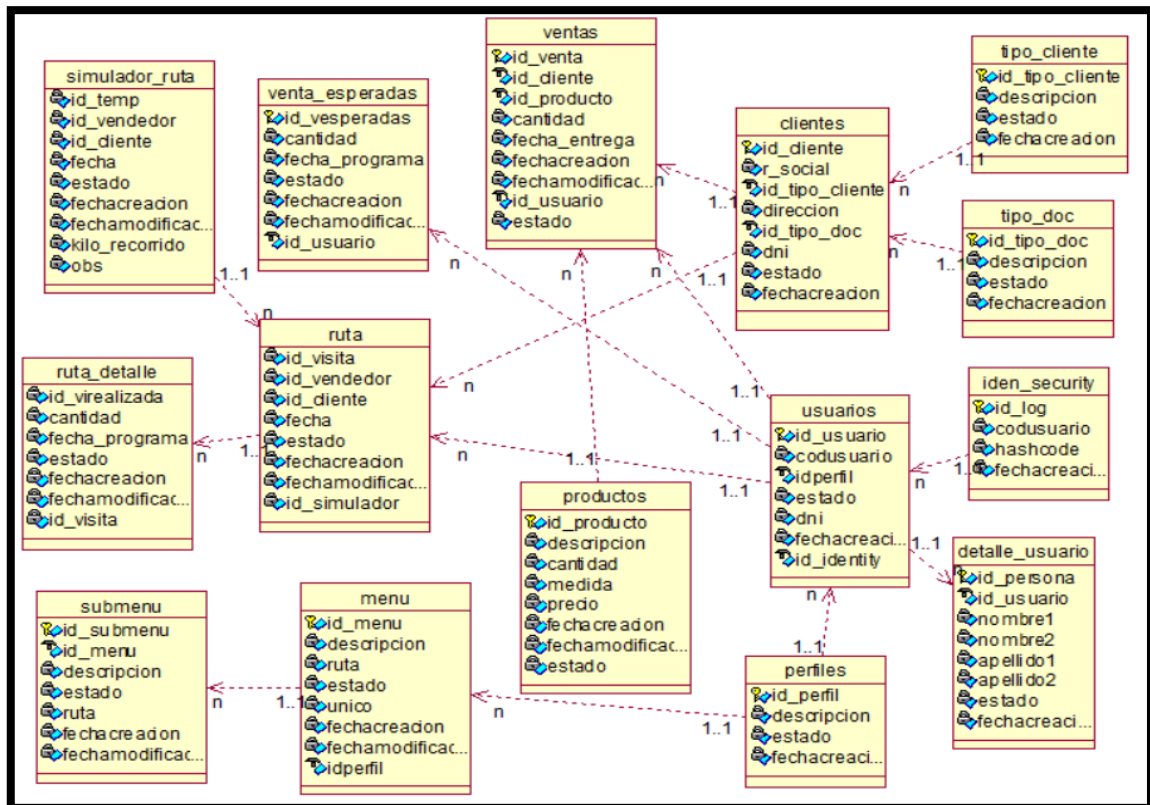 simulador_ruta
id_temp
id_vendedor
id_cliente
fecha
estado
fechacreacion
fechamodificac...
kilo_recorrido
obs
1..1
n
venta_esperadas
id_vesperadas
cantidad
fecha_programa
estado
fechacreacion
fechamodificac...
id_usuario
n
1..1
ventas
id_venta
id_cliente
id_producto
cantidad
fecha_entrega
fechacreacion
fechamodificac...
id_usuario
estado
n
1..1
n
n
1..1
clientes
id_cliente
r_social
id_tipo_cliente
direccion
id_tipo_doc
dni
estado
fechacreacion
1..1
n
tipo_cliente
id_tipo_cliente
descripcion
estado
fechacreacion
1..1
n
tipo_doc
id_tipo_doc
descripcion
estado
fechacreacion
1..1
n
ruta_detalle
id_virealizada
cantidad
fecha_programa
estado
fechacreacion
fechamodificac...
id_visita
n
1..1
ruta
id_visita
id_vendedor
id_cliente
fecha
estado
fechacreacion
fechamodificac...
id_simulador
n
1..1
productos
id_producto
descripcion
cantidad
medida
precio
fechacreacion
fechamodificac...
estado
usuarios
id_usuario
codusuario
idperfil
estado
dni
fechacreaci...
id_identity
n
1..1
iden_security
id_log
codusuario
hashcode
fechacreaci...
1..1
n
detalle_usuario
id_persona
id_usuario
nombre1
nombre2
apellido1
apellido2
estado
fechacreaci...
n
1..1
submenu
id_submenu
id_menu
descripcion
estado
ruta
fechacreacion
fechamodificac...
n
1..1
menu
id_menu
descripcion
ruta
estado
unico
fechacreacion
fechamodificac...
idperfil
n
1..1
perfiles
id_perfil
descripcion
estado
fechacreaci...